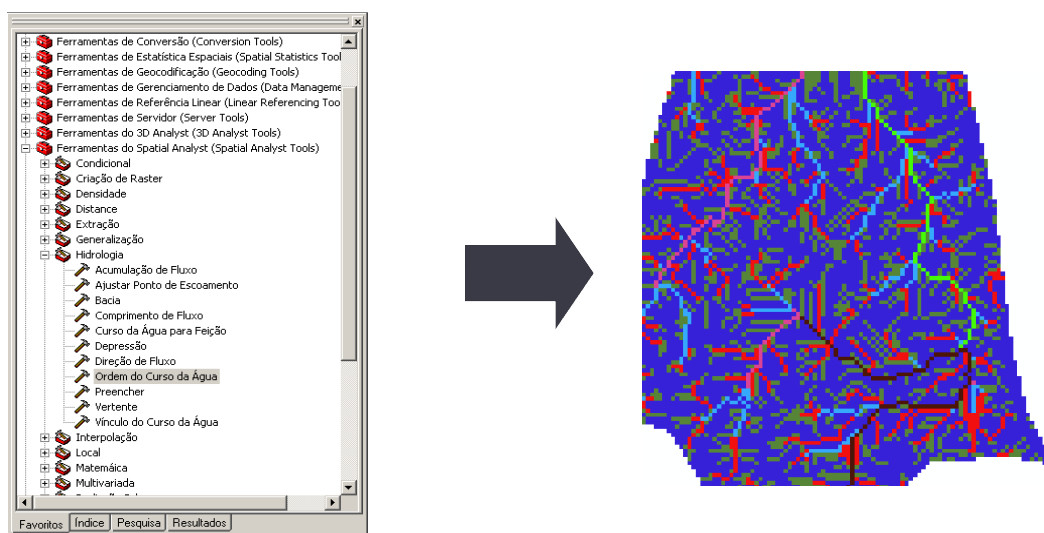 Ferramentas de Conversão (Conversion Tools)
Ferramentas de Estatística Espaciais (Spatial Statistics Tool
Ferramentas de Geocodificação (Geocoding Tools)
Ferramentas de Gerenciamento de Dados (Data Manageme
Ferramentas de Referência Linear (Linear Referencing Too
Ferramentas de Servidor (Server Tools)
Ferramentas do 3D Analyst (3D Analyst Tools)
Ferramentas do Spatial Analyst (Spatial Analyst Tools)
Condicional
Criação de Raster
Densidade
Distance
Extração
Generalização
Hidrologia
Acumulação de Fluxo
Ajustar Ponto de Escoamento
Bacia
Comprimento de Fluxo
Curso da Água para Feição
Depressão
Direção de Fluxo
Ordem do Curso da Água
Preencher
Vertente
Vínculo do Curso da Água
Interpolação
Local
Matemáica
Multivariada
Favoritos Índice Pesquisa Resultados